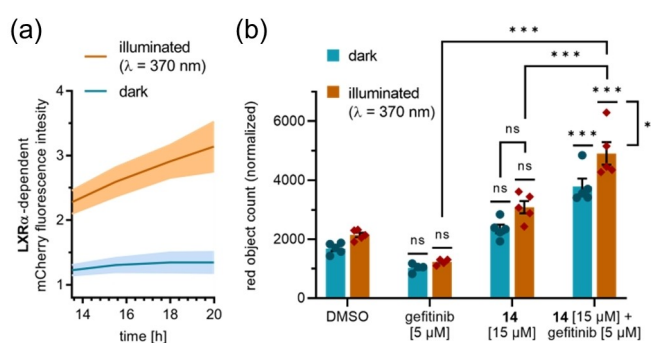 (a)
illuminated
(λ = 370 nm)
dark
LXRα-dependent
mCherry fluorescence intesity
4
3
2
1
14 16 18 20
time [h]
(b)
dark
illuminated
(λ = 370 nm)
red object count (normalized)
6000
4000
2000
0
***
***
***
*
***
ns
ns
ns
ns
ns
DMSO
gefitinib
[5 µM]
14
[15 µM]
14 [15 µM] +
gefitinib [5 µM]